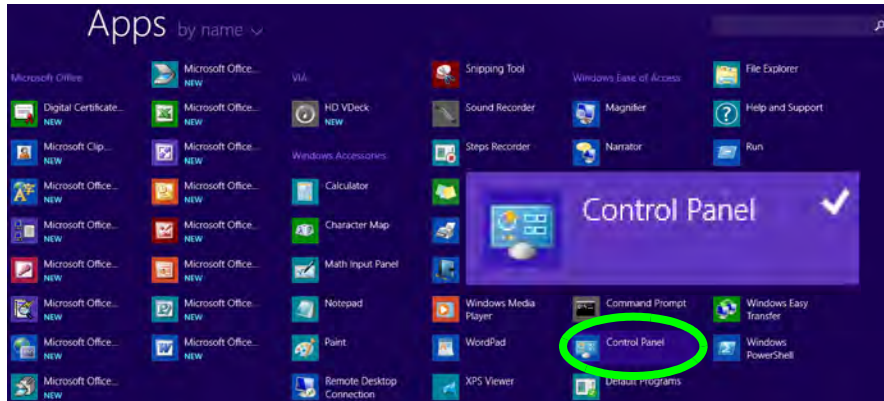 Apps by name
Microsoft Office
Digital Certificate...
NEW
Microsoft Clip...
NEW
Microsoft Office...
NEW
Microsoft Office...
NEW
Microsoft Office...
NEW
Microsoft Office...
NEW
Microsoft Office...
NEW
Microsoft Office...
NEW
Microsoft Office...
NEW
Microsoft Office...
NEW
Microsoft Office...
NEW
Microsoft Office...
NEW
Microsoft Office...
NEW
Microsoft Office...
NEW
Microsoft Office...
NEW
Microsoft Office...
NEW
VIA
HD VDeck
NEW
Windows Accessories
Calculator
Character Map
Math Input Panel
Notepad
Paint
Remote Desktop
Connection
Snipping Tool
Sound Recorder
Steps Recorder
Windows Media
Player
WordPad
XPS Viewer
Windows Ease of Access
Magnifier
Narrator
Control Panel
Command Prompt
Control Panel
Default Programs
File Explorer
Help and Support
Run
Windows Easy
Transfer
Windows
PowerShell